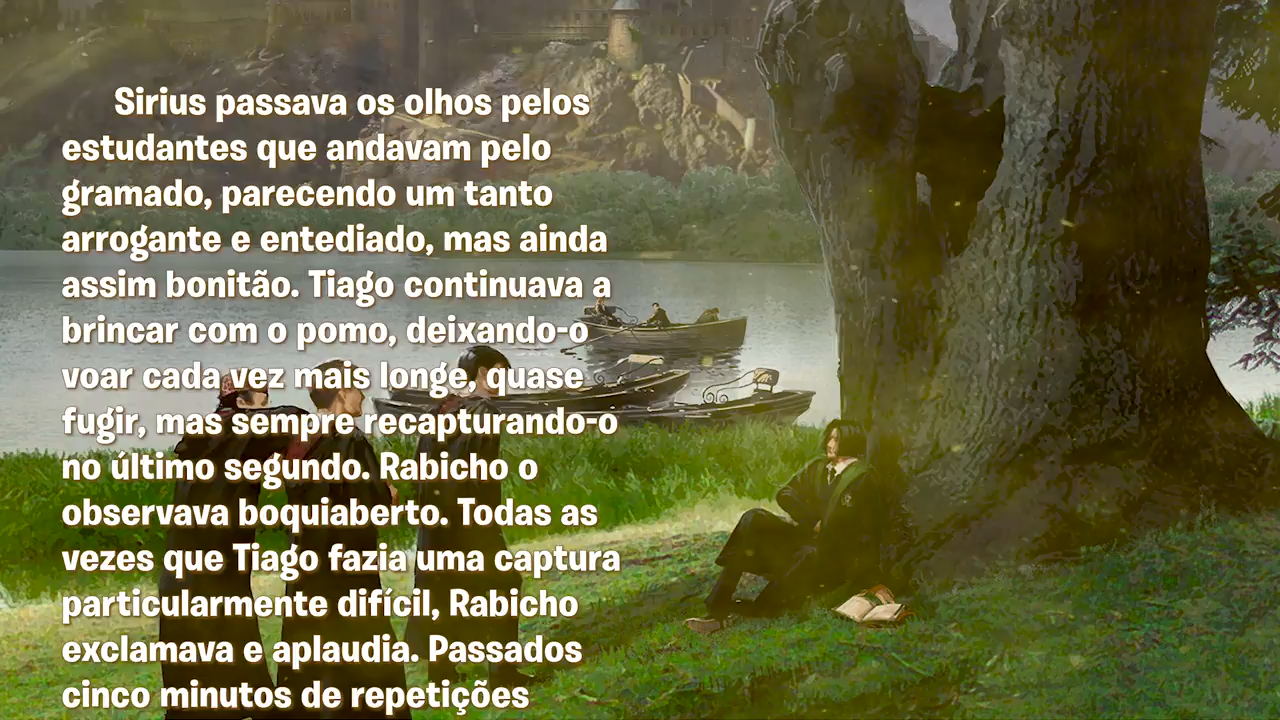 Sirius passava os olhos pelos
estudantes que andavam pelo
gramado, parecendo um tanto
arrogante e entediado, mas ainda
assim bonitão. Tiago continuava a
brincar com o pomo, deixando-o
voar cada vez mais longe, quase
fugir, mas sempre recapturando-o
no último segundo. Rabicho o
observava boquiaberto. Todas as
vezes que Tiago fazia uma captura
particularmente difícil, Rabicho
exclamava e aplaudia. Passados
cinco minutos de repetições